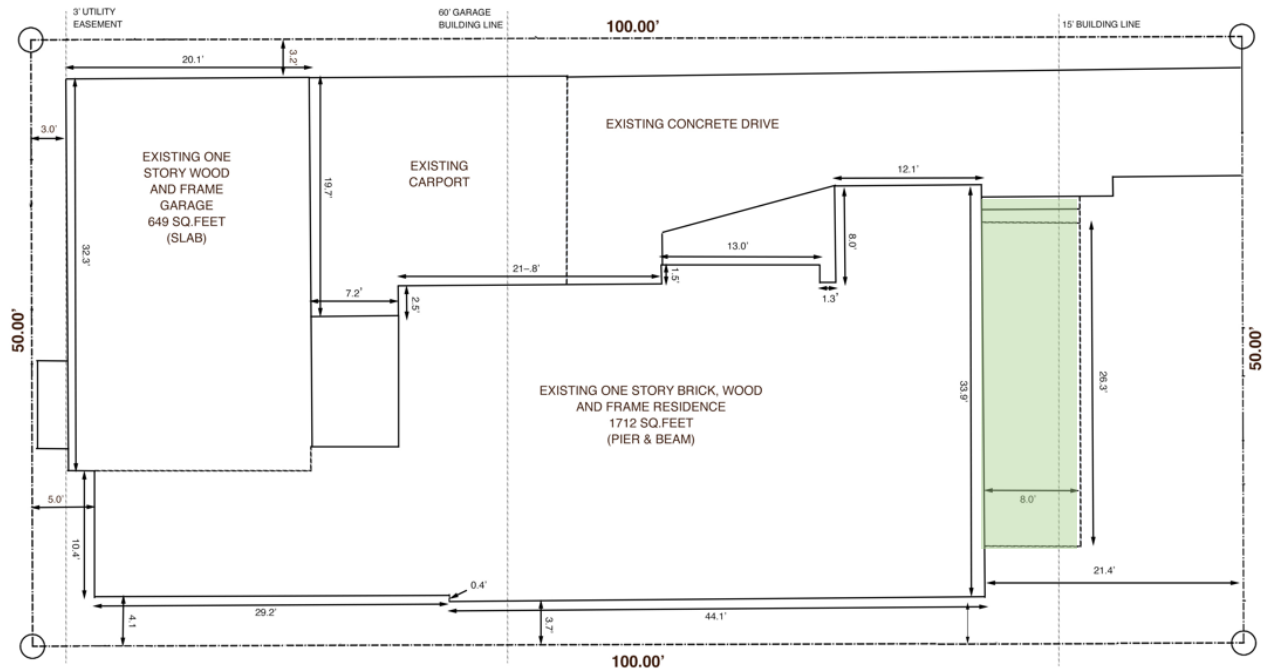 3' UTILITY
EASEMENT
60' GARAGE
BUILDING LINE
100.00'
15' BUILDING LINE
20.1'
3.2'
3.0'
EXISTING ONE
STORY WOOD
AND FRAME
GARAGE
649 SQ.FEET
(SLAB)
32.3'
19.7'
EXISTING
CARPORT
EXISTING CONCRETE DRIVE
12.1'
8.0'
13.0'
1.5'
1.3'
21–.8'
7.2'
2.5'
50.00'
50.00'
EXISTING ONE STORY BRICK, WOOD
AND FRAME RESIDENCE
1712 SQ.FEET
(PIER & BEAM)
33.9'
26.3'
8.0'
5.0'
10.4'
21.4'
0.4'
29.2'
44.1'
4.1
3.7'
100.00'